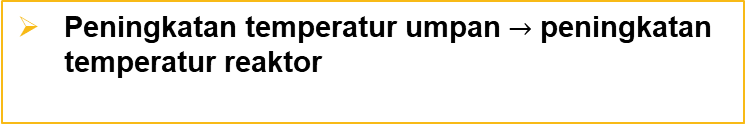 ➢ Peningkatan temperatur umpan → peningkatan
temperatur reaktor